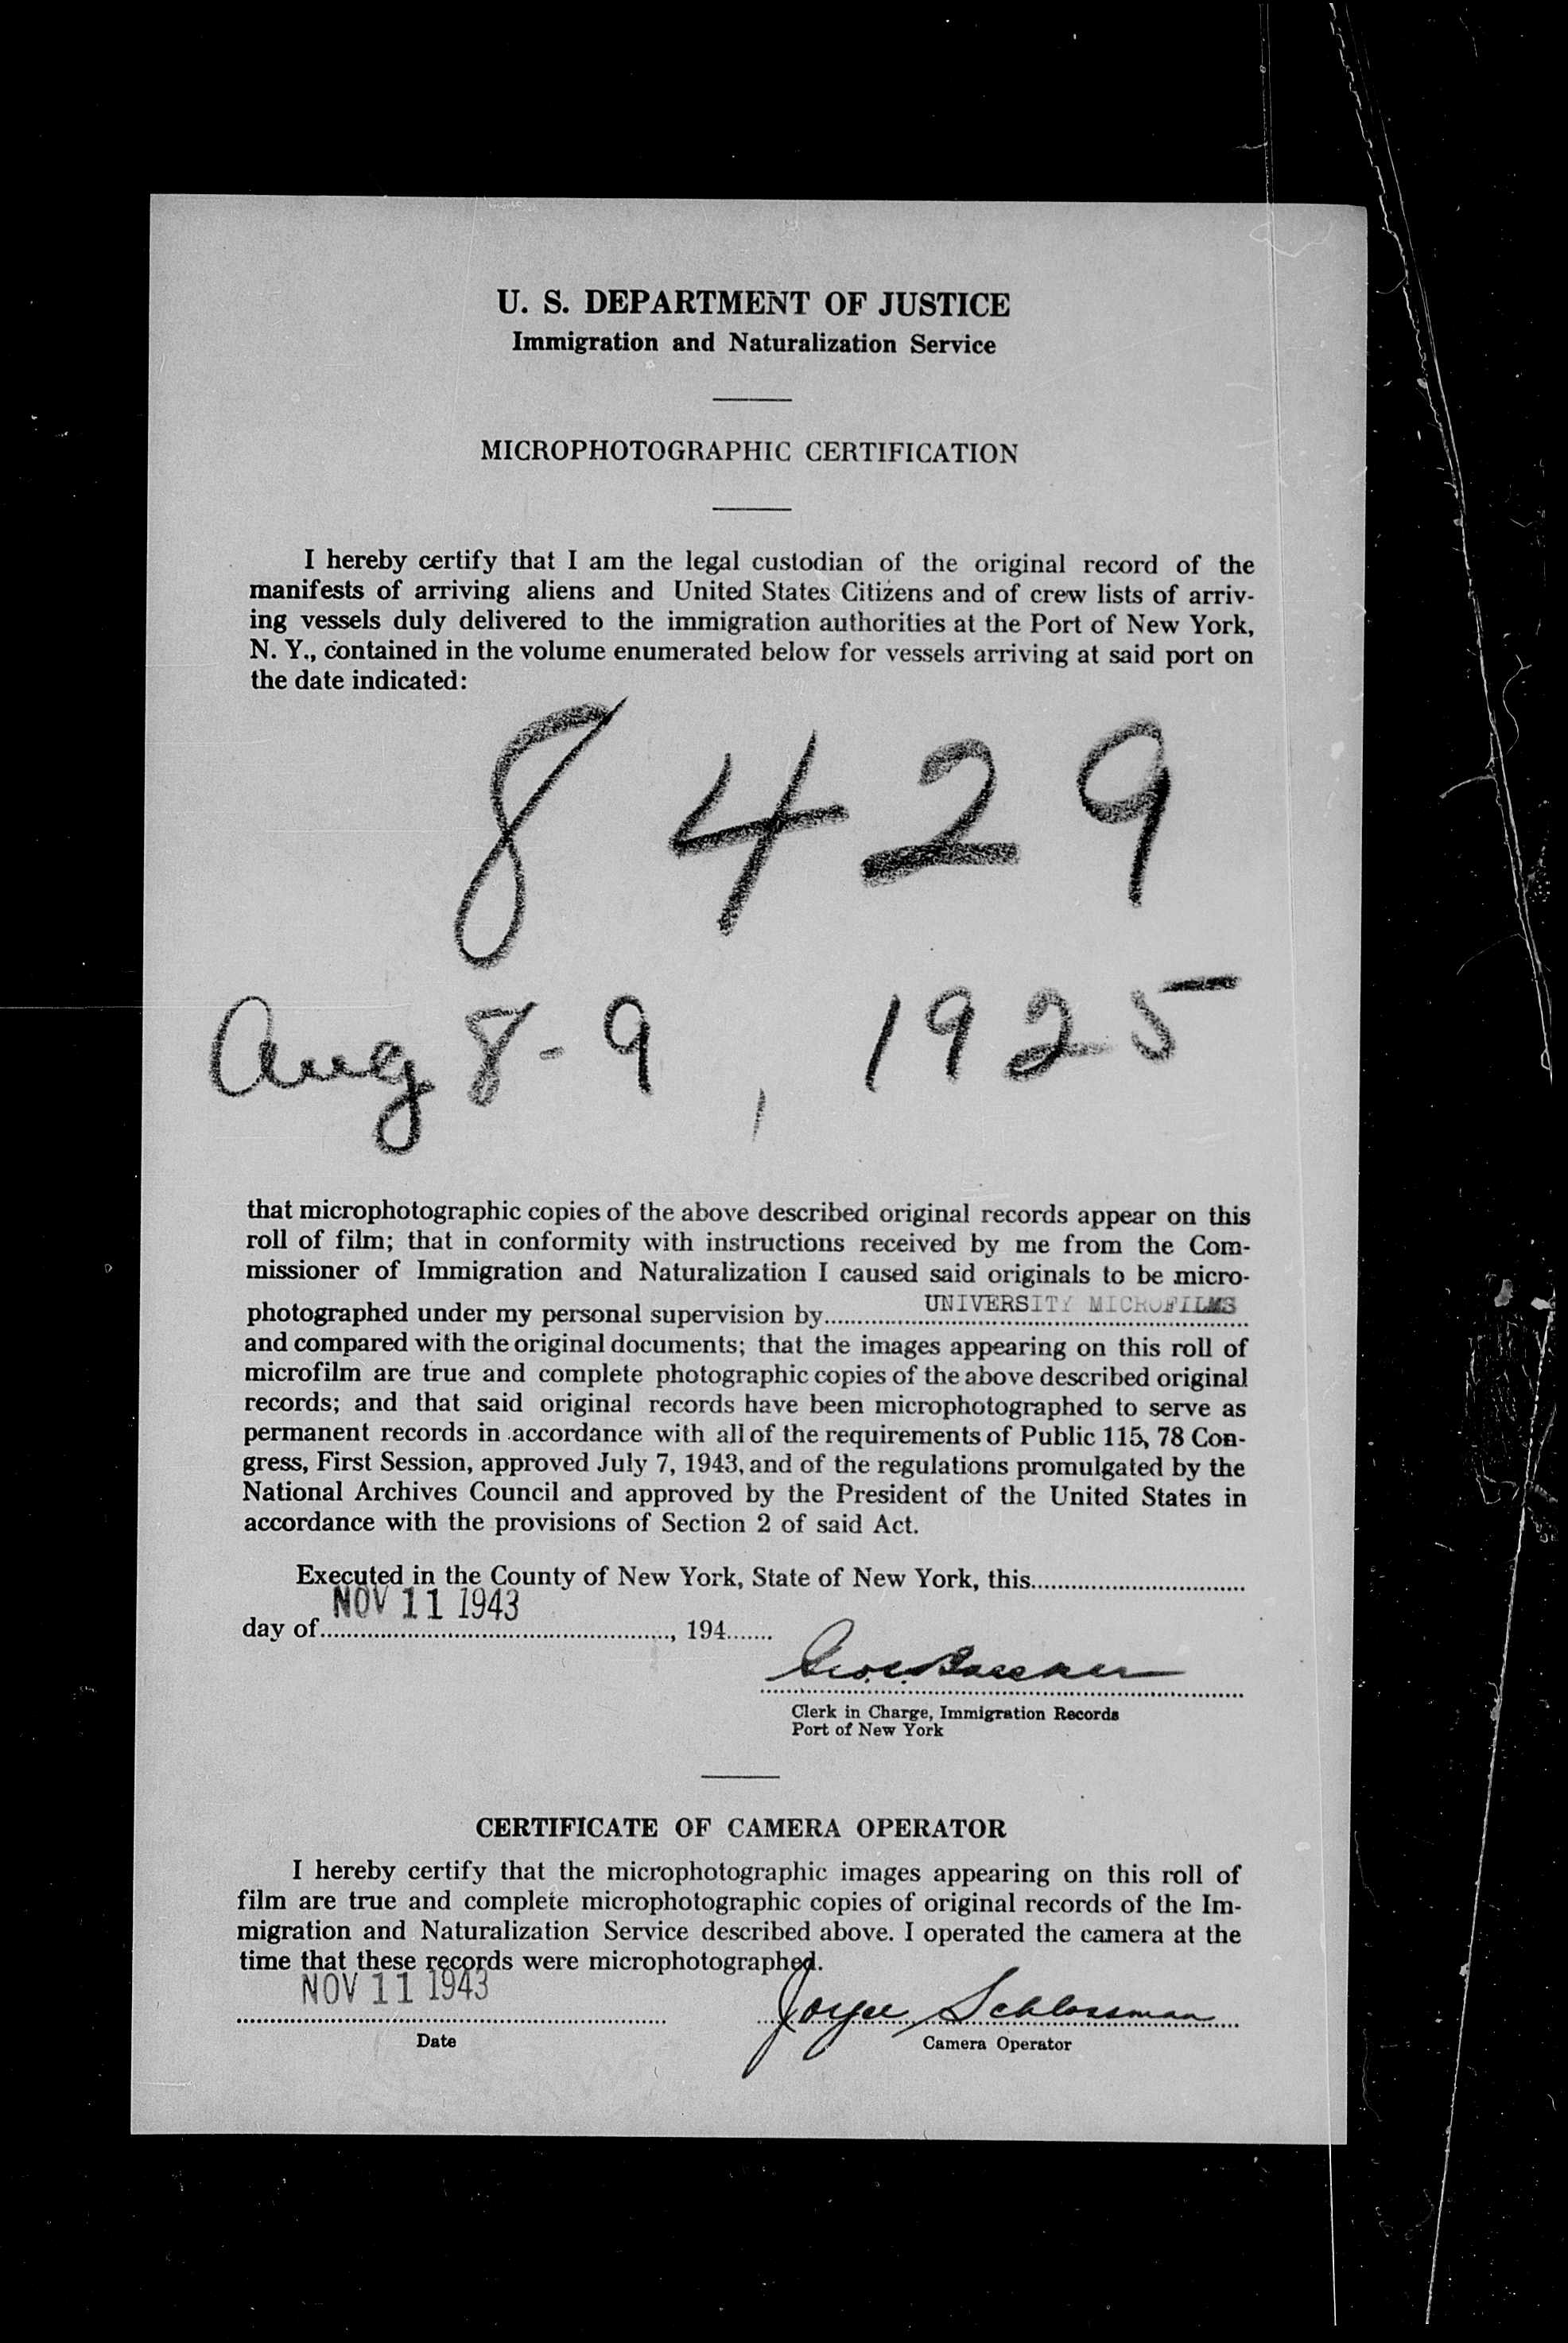 U. S. DEPARTMENT OF JUSTICE
Immigration and Naturalization Service
MICROPHOTOGRAPHIC CERTIFICATION
I hereby certify that I am the legal custodian of the original record of the
manifests of arriving aliens and United States Citizens and of crew lists of arriv-
ing vessels duly delivered to the immigration authorities at the Port of New York,
N. Y., contained in the volume enumerated below for vessels arriving at said port on
the date indicated:
8429
Aug 8-9, 1925
that microphotographic copies of the above described original records appear on this
roll of film; that in conformity with instructions received by me from the Com-
missioner of Immigration and Naturalization I caused said originals to be micro-
photographed under my personal supervision by UNIVERSITY MICROFILMS
and compared with the original documents; that the images appearing on this roll of
microfilm are true and complete photographic copies of the above described original
records; and that said original records have been microphotographed to serve as
permanent records in accordance with all of the requirements of Public 115, 78 Con-
gress, First Session, approved July 7, 1943, and of the regulations promulgated by the
National Archives Council and approved by the President of the United States in
accordance with the provisions of Section 2 of said Act.
Executed in the County of New York, State of New York, this
NOV 11 1943
day of , 194
Clerk in Charge, Immigration Records
Port of New York
CERTIFICATE OF CAMERA OPERATOR
I hereby certify that the microphotographic images appearing on this roll of
film are true and complete microphotographic copies of original records of the Im-
migration and Naturalization Service described above. I operated the camera at the
time that these records were microphotographed.
NOV 11 1943
Joyce Schlossman
Date
Camera Operator